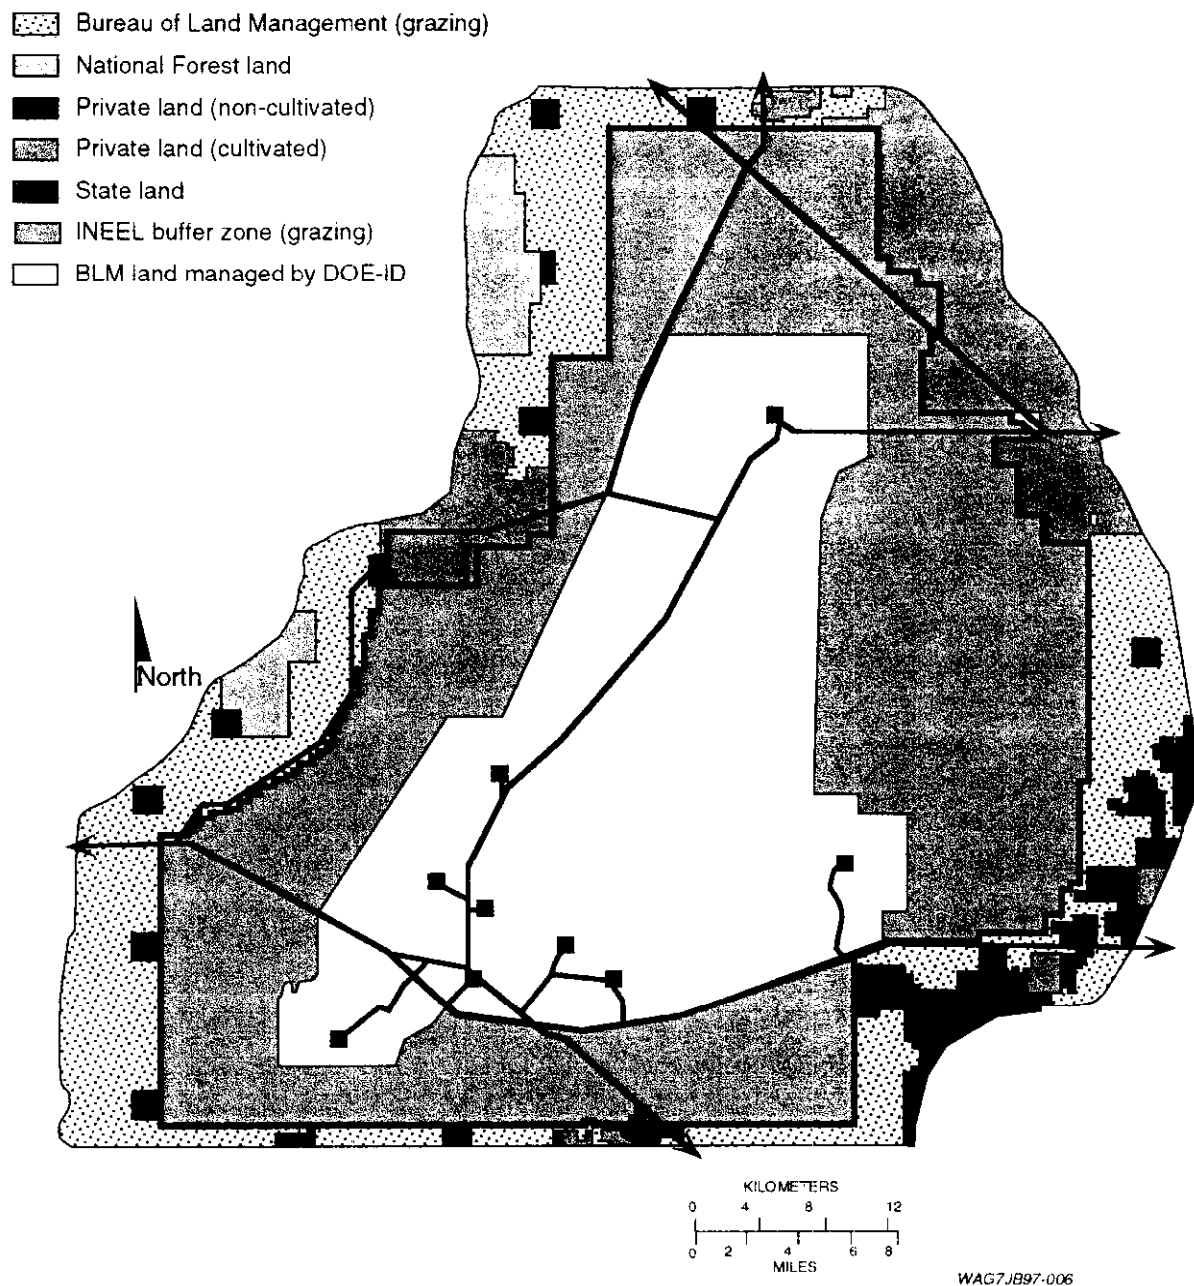 Bureau of Land Management (grazing)
National Forest land
Private land (non-cultivated)
Private land (cultivated)
State land
INEEL buffer zone (grazing)
BLM land managed by DOE-ID
North
KILOMETERS
0 4 8 12
0 2 4 6 8
MILES
WAG7JB97-006